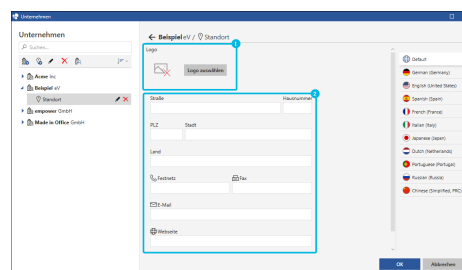 Unternehmen
Unternehmen
Suchen...
Acme Inc
Beispiel eV
Standort
empower GmbH
Made in Office GmbH
Beispiel eV / Standort
1
Logo
Logo auswählen
2
Straße Hausnummer
PLZ Stadt
Land
Festnetz Fax
E-Mail
Webseite
Default
German (Germany)
English (United States)
Spanish (Spain)
French (France)
Italian (Italy)
Japanese (Japan)
Dutch (Netherlands)
Portuguese (Portugal)
Russian (Russia)
Chinese (Simplified, PRC)
OK Abbrechen